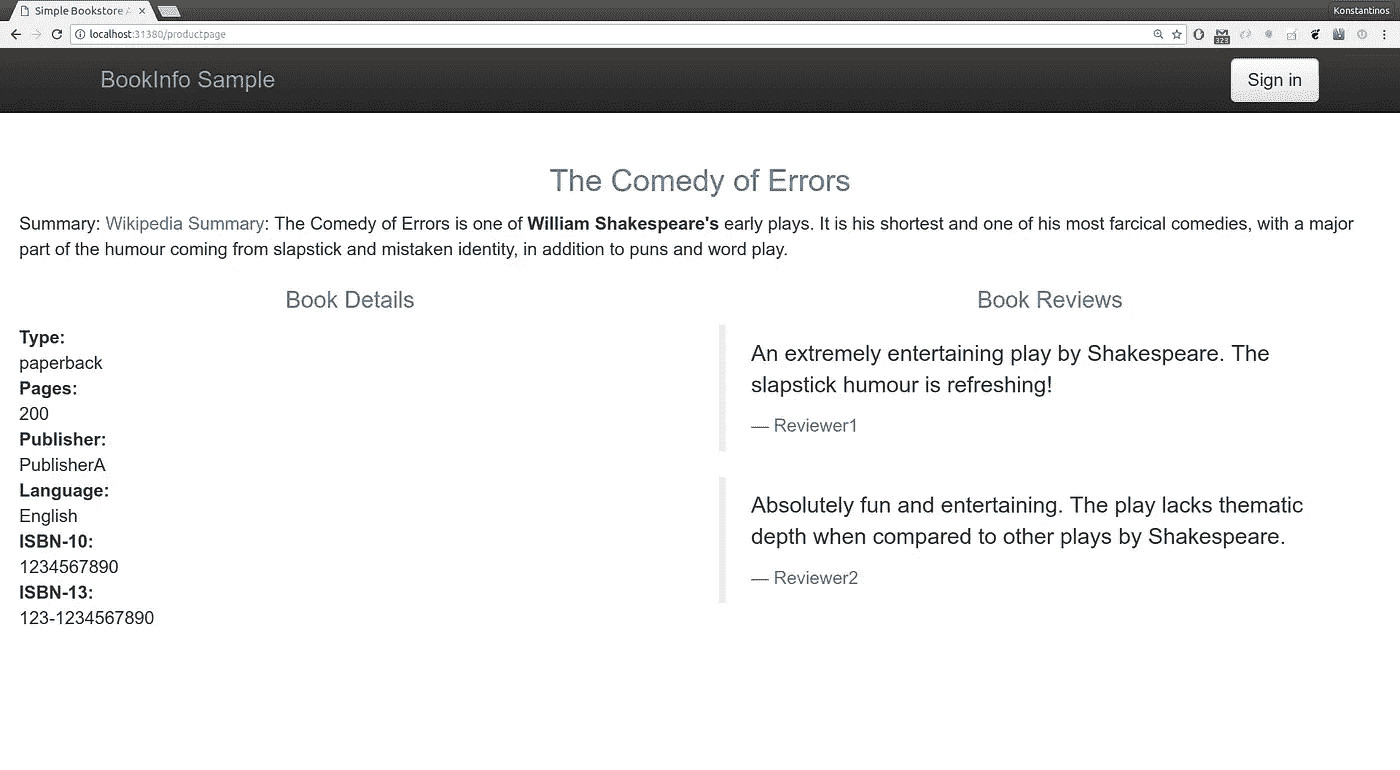 Simple Bookstore A
Konstantinos
localhost:31380/productpage
323
BookInfo Sample
Sign in
The Comedy of Errors
Summary: Wikipedia Summary: The Comedy of Errors is one of William Shakespeare's early plays. It is his shortest and one of his most farcical comedies, with a major
part of the humour coming from slapstick and mistaken identity, in addition to puns and word play.
Book Details
Type:
paperback
Pages:
200
Publisher:
PublisherA
Language:
English
ISBN-10:
1234567890
ISBN-13:
123-1234567890
Book Reviews
An extremely entertaining play by Shakespeare. The
slapstick humour is refreshing!
— Reviewer1
Absolutely fun and entertaining. The play lacks thematic
depth when compared to other plays by Shakespeare.
— Reviewer2